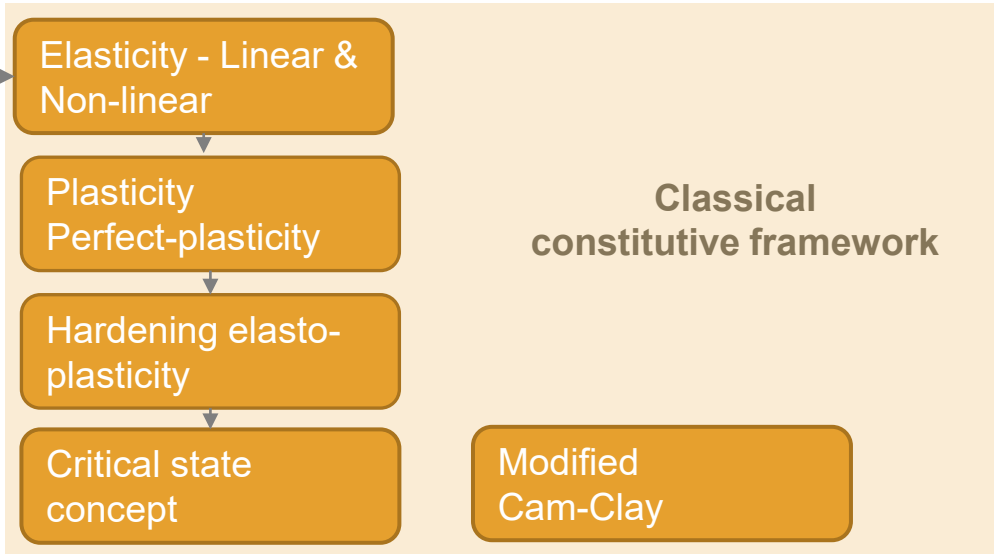 Elasticity - Linear &
Non-linear
Plasticity
Perfect-plasticity
Classical
constitutive framework
Hardening elasto-
plasticity
Critical state
concept
Modified
Cam-Clay